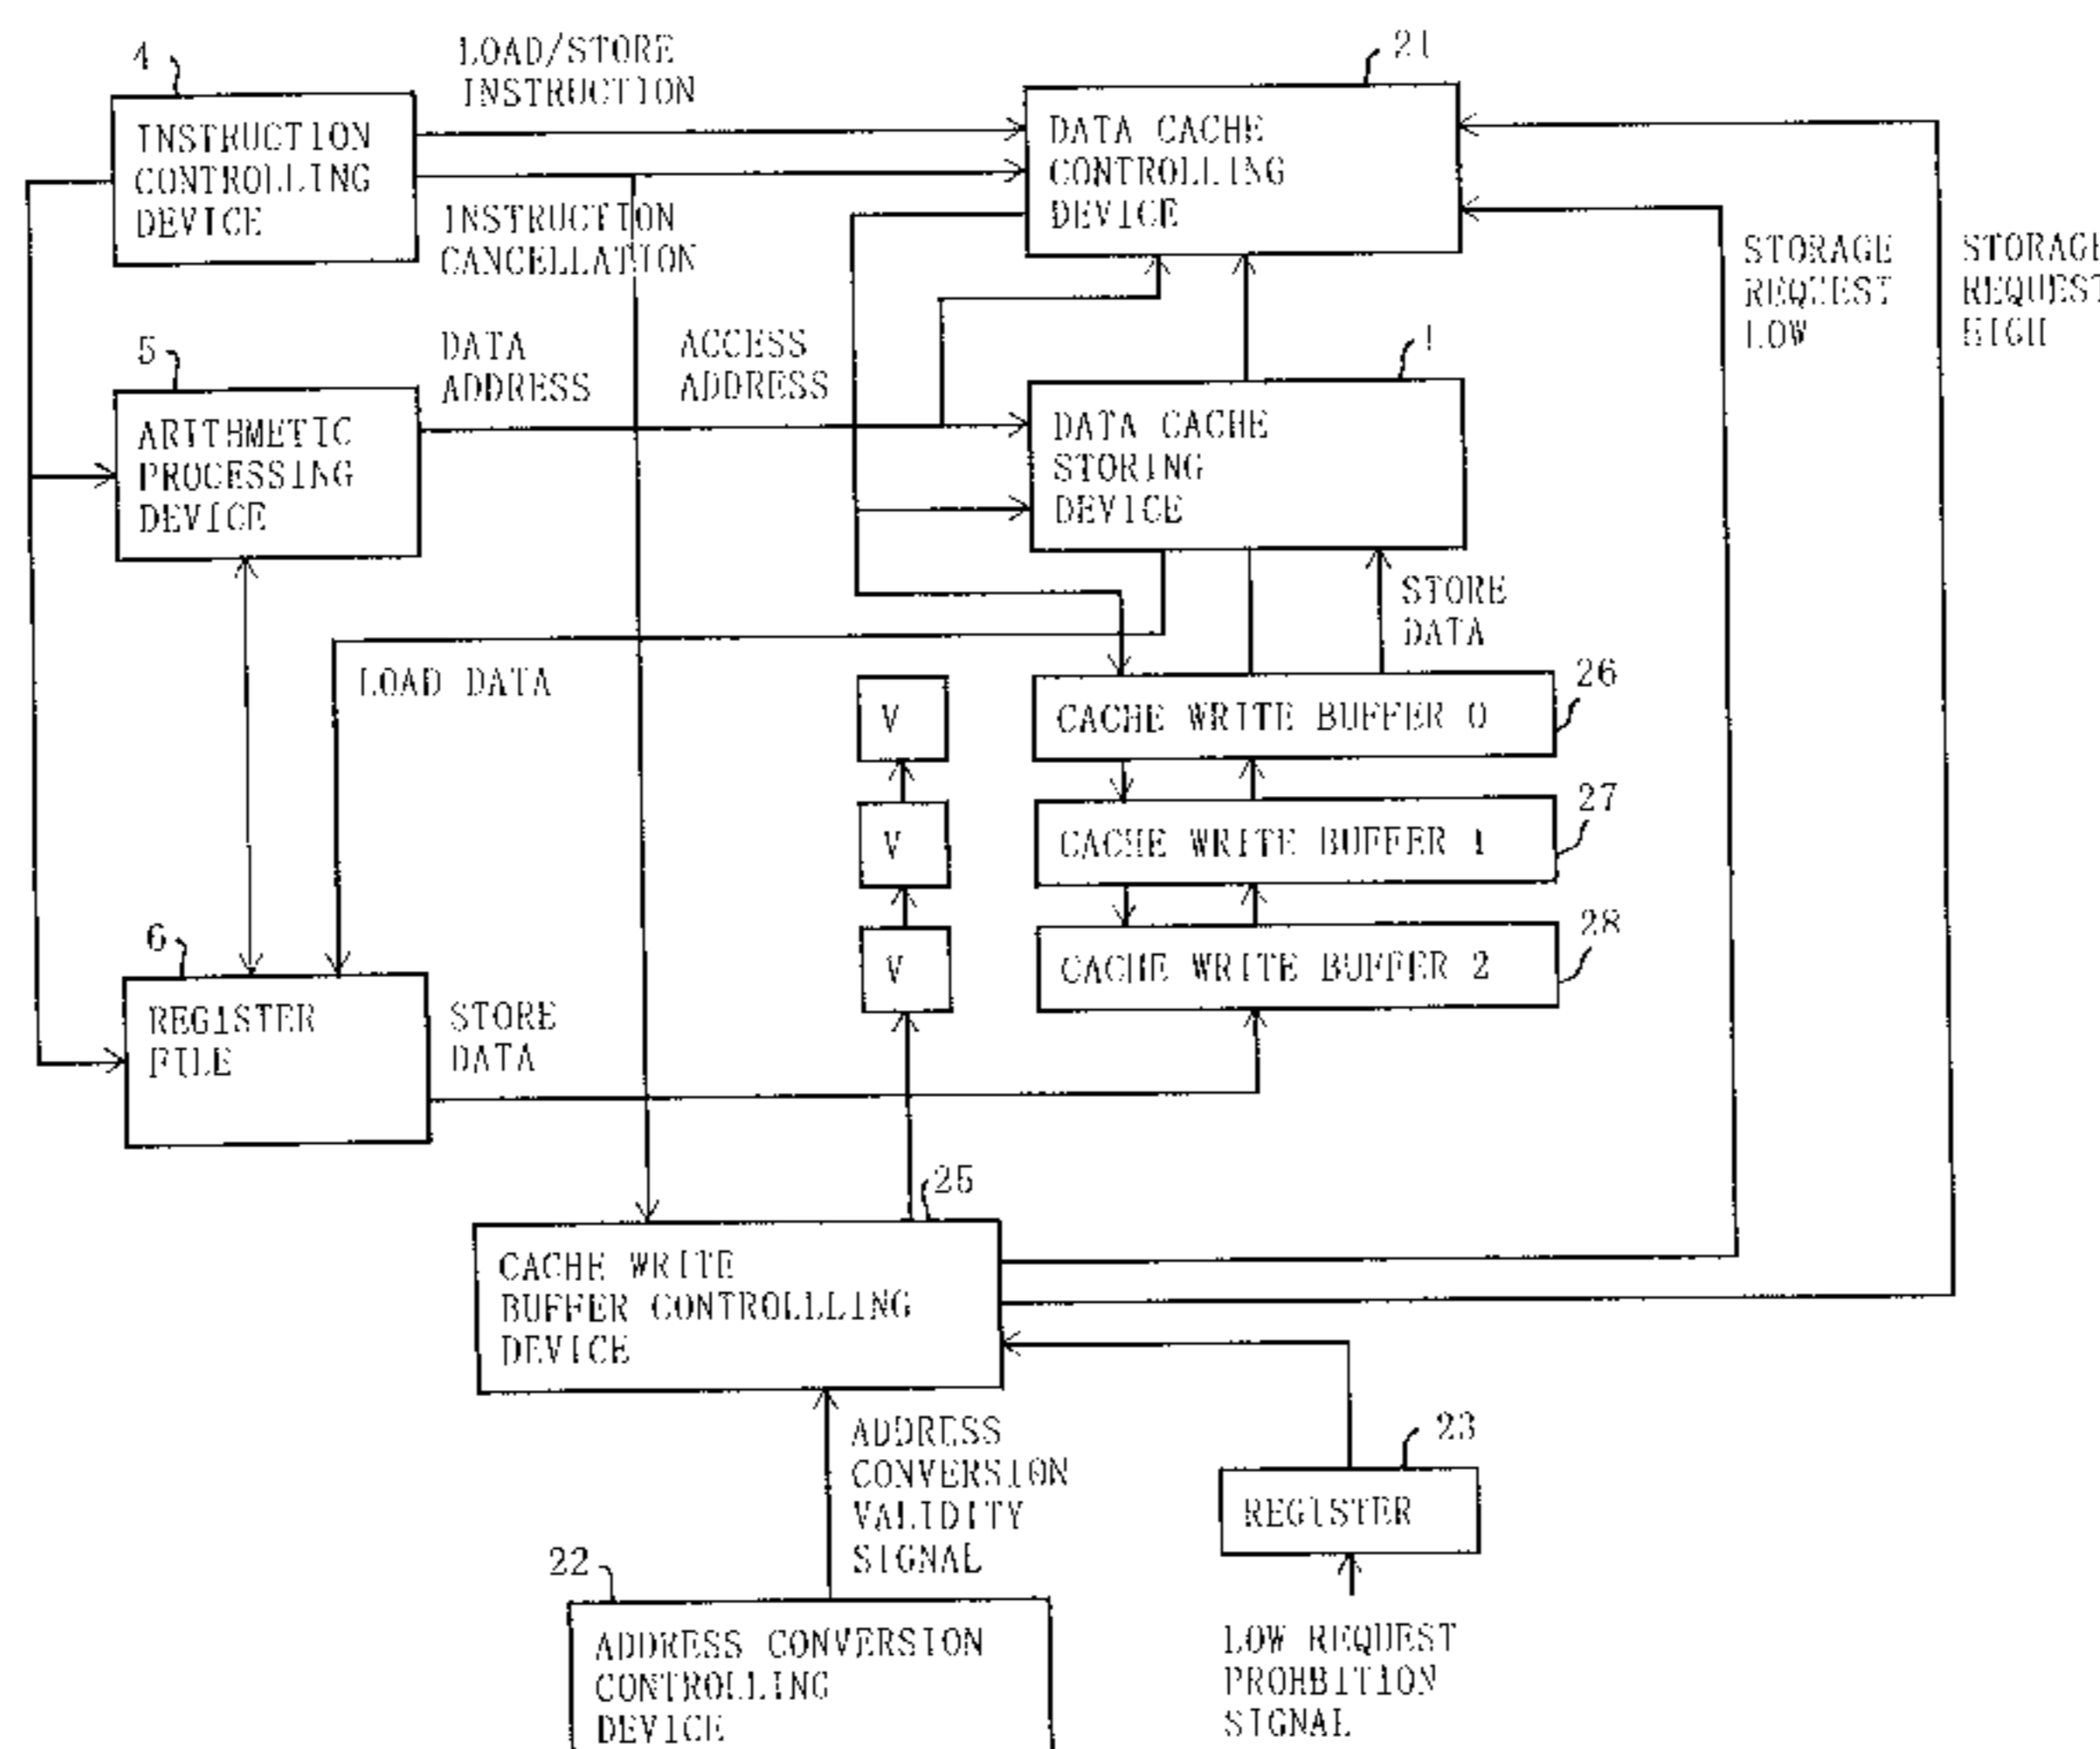 4
LOAD/STORE
INSTRUCTION
21
INSTRUCTION
CONTROLLING
DEVICE
DATA CACHE
CONTROLLING
DEVICE
INSTRUCTION
CANCELLATION
STORAGE
REQUEST
LOW
STORAGE
REQUEST
HIGH
5
DATA
ADDRESS
ACCESS
ADDRESS
1
ARITHMETIC
PROCESSING
DEVICE
DATA CACHE
STORING
DEVICE
STORE
DATA
LOAD DATA
26
V
CACHE WRITE BUFFER 0
27
V
CACHE WRITE BUFFER 1
28
V
CACHE WRITE BUFFER 2
6
REGISTER
FILE
STORE
DATA
25
CACHE WRITE
BUFFER CONTROLLLING
DEVICE
ADDRESS
CONVERSION
VALIDITY
SIGNAL
23
REGISTER
22
ADDRESS CONVERSION
CONTROLLING
DEVICE
LOW REQUEST
PROHBITION
SIGNAL